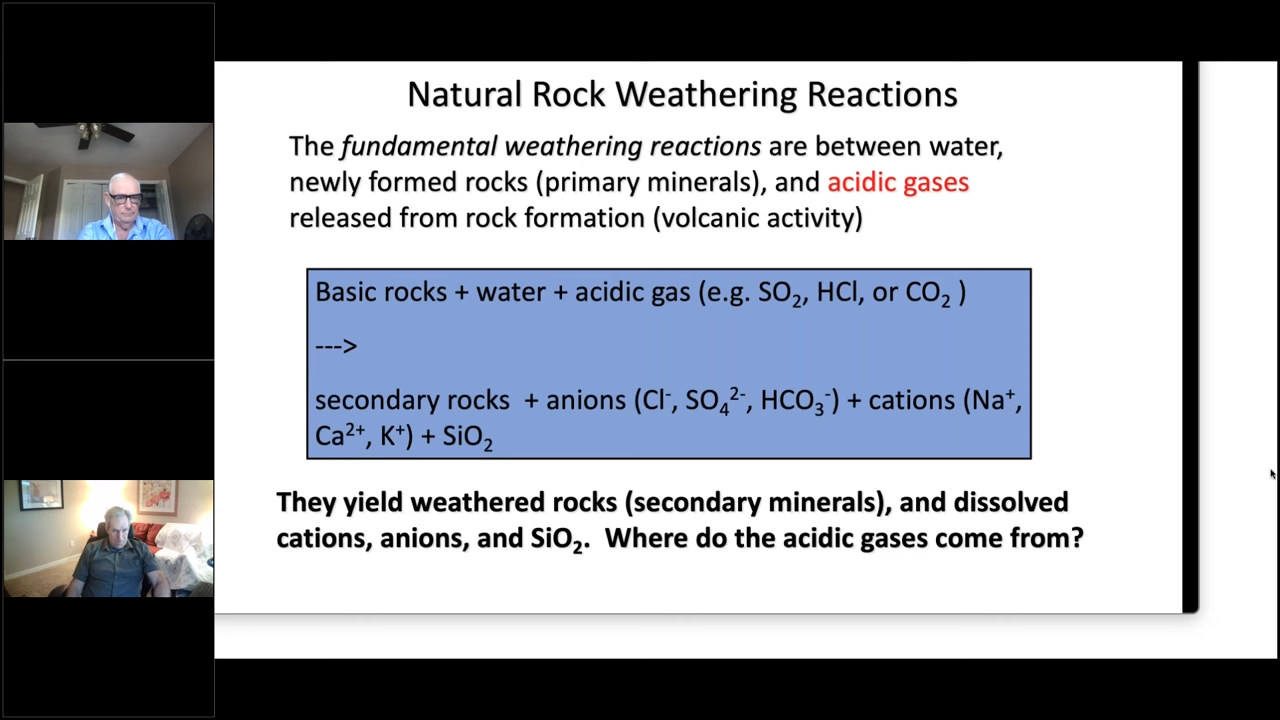 Natural Rock Weathering Reactions
The fundamental weathering reactions are between water,
newly formed rocks (primary minerals), and acidic gases
released from rock formation (volcanic activity)
Basic rocks + water + acidic gas (e.g. SO₂, HCl, or CO₂ )
--->
secondary rocks + anions (Cl⁻, SO₄²⁻, HCO₃⁻) + cations (Na⁺,
Ca²⁺, K⁺) + SiO₂
They yield weathered rocks (secondary minerals), and dissolved
cations, anions, and SiO₂. Where do the acidic gases come from?